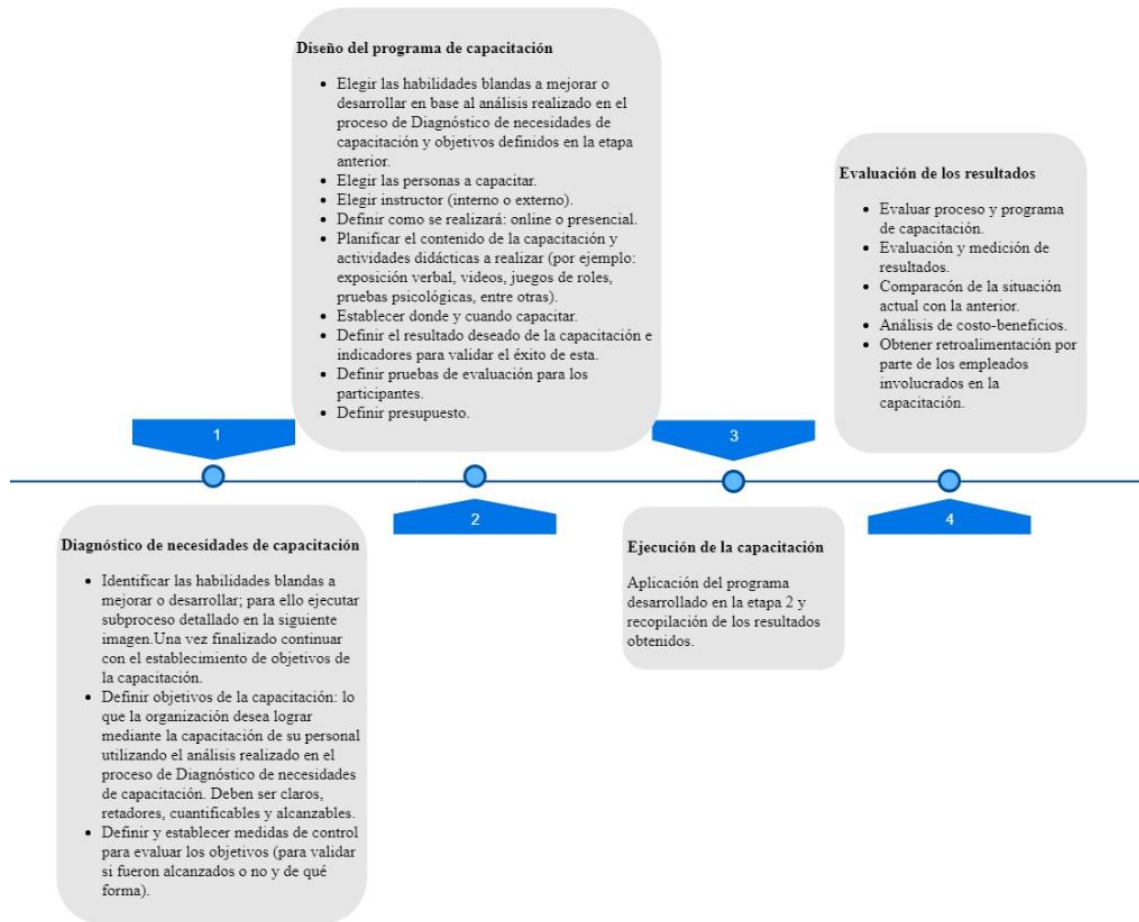 Diseño del programa de capacitación
• Elegir las habilidades blandas a mejorar o
desarrollar en base al análisis realizado en el
proceso de Diagnóstico de necesidades de
capacitación y objetivos definidos en la etapa
anterior.
• Elegir las personas a capacitar.
• Elegir instructor (interno o externo).
• Definir como se realizará: online o presencial.
• Planificar el contenido de la capacitación y
actividades didácticas a realizar (por ejemplo:
exposición verbal, videos, juegos de roles,
pruebas psicológicas, entre otras).
• Establecer donde y cuando capacitar.
• Definir el resultado deseado de la capacitación e
indicadores para validar el éxito de esta.
• Definir pruebas de evaluación para los
participantes.
• Definir presupuesto.
Evaluación de los resultados
• Evaluar proceso y programa
de capacitación.
• Evaluación y medición de
resultados.
• Comparacón de la situación
actual con la anterior.
• Análisis de costo-beneficios.
• Obtener retroalimentación por
parte de los empleados
involucrados en la
capacitación.
1
3
2
4
Diagnóstico de necesidades de capacitación
• Identificar las habilidades blandas a
mejorar o desarrollar; para ello ejecutar
subproceso detallado en la siguiente
imagen.Una vez finalizado continuar
con el establecimiento de objetivos de
la capacitación.
• Definir objetivos de la capacitación: lo
que la organización desea lograr
mediante la capacitación de su personal
utilizando el análisis realizado en el
proceso de Diagnóstico de necesidades
de capacitación. Deben ser claros,
retadores, cuantificables y alcanzables.
• Definir y establecer medidas de control
para evaluar los objetivos (para validar
si fueron alcanzados o no y de qué
forma).
Ejecución de la capacitación
Aplicación del programa
desarrollado en la etapa 2 y
recopilación de los resultados
obtenidos.